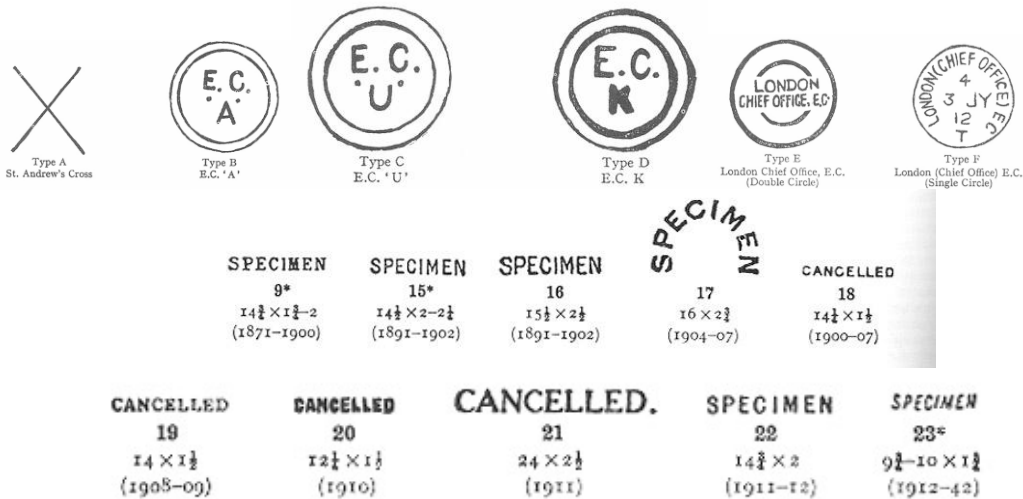 E. C.
'A'
Type A
St. Andrew's Cross
Type B
E.C. 'A'
E. C.
'U'
Type C
E.C. 'U'
E. C.
K
Type D
E.C. K
LONDON
CHIEF OFFICE, E.C.
Type E
London Chief Office, E.C.
(Double Circle)
LONDON (CHIEF OFFICE) E C
4
3 JY
12
T
Type F
London (Chief Office) E.C.
(Single Circle)
SPECIMEN SPECIMEN SPECIMEN SPECIMEN CANCELLED
9* 15* 16 17 18
14¾×1¾–2 14½×2–2¼ 15½×2½ 16×2¾ 14¼×1½
(1871–1900) (1891–1902) (1891–1902) (1904–07) (1900–07)
CANCELLED CANCELLED CANCELLED. SPECIMEN SPECIMEN
19 20 21 22 23*
14×1½ 12¼×1½ 24×2½ 14¾×2 9¾–10×1¾
(1908–09) (1910) (1911) (1911–12) (1912–42)